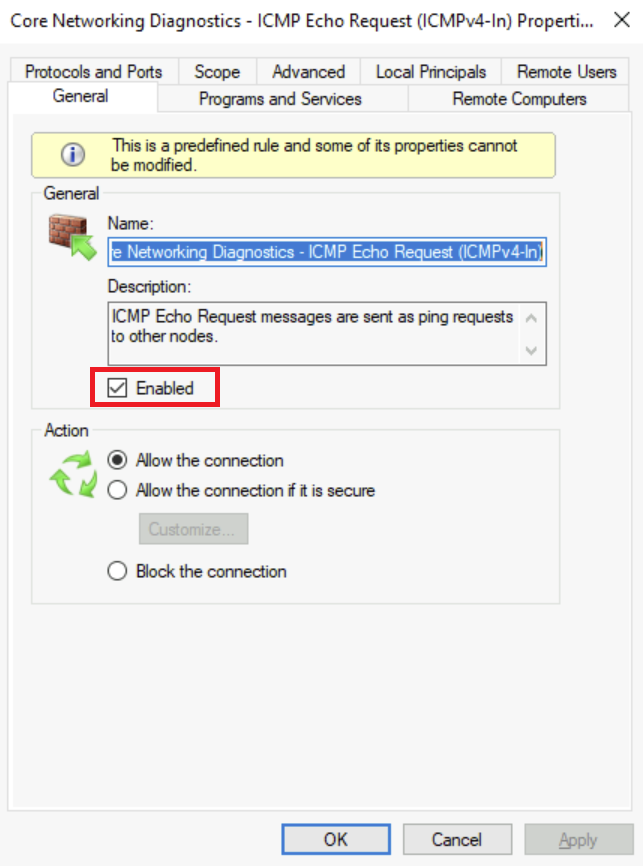 Core Networking Diagnostics - ICMP Echo Request (ICMPv4-In) Properti...
Protocols and Ports
Scope
Advanced
Local Principals
Remote Users
General
Programs and Services
Remote Computers
This is a predefined rule and some of its properties cannot
be modified.
General
Name:
re Networking Diagnostics - ICMP Echo Request (ICMPv4-In)
Description:
ICMP Echo Request messages are sent as ping requests
to other nodes.
Enabled
Action
Allow the connection
Allow the connection if it is secure
Customize...
Block the connection
OK
Cancel
Apply